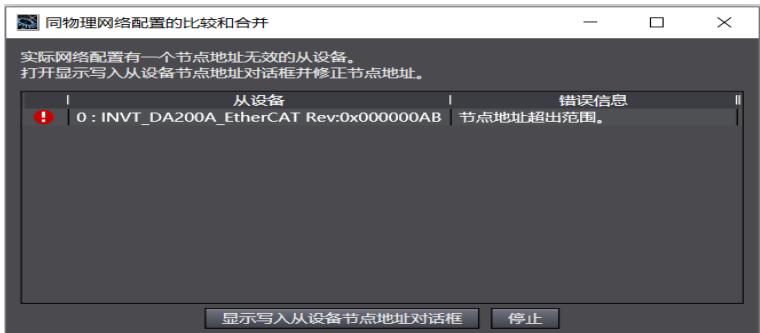 同物理网络配置的比较和合并
实际网络配置有一个节点地址无效的从设备。
打开显示写入从设备节点地址对话框并修正节点地址。
从设备 错误信息
0 : INVT_DA200A_EtherCAT Rev:0x000000AB 节点地址超出范围。
显示写入从设备节点地址对话框 停止